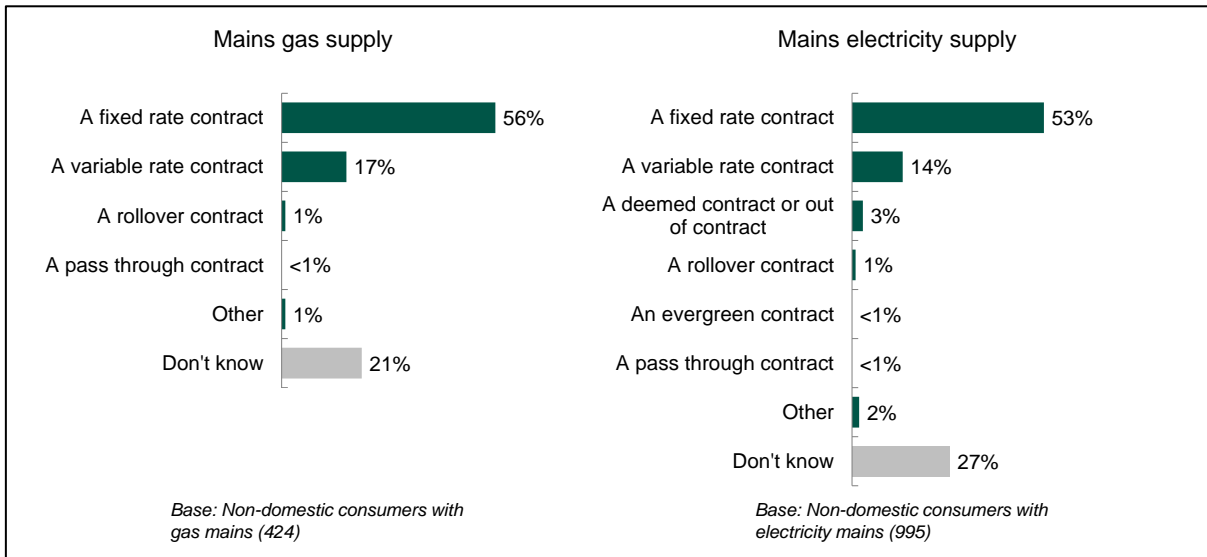 Mains gas supply
A fixed rate contract 56%
A variable rate contract 17%
A rollover contract 1%
A pass through contract <1%
Other 1%
Don't know 21%
Base: Non-domestic consumers with
gas mains (424)
Mains electricity supply
A fixed rate contract 53%
A variable rate contract 14%
A deemed contract or out
of contract 3%
A rollover contract 1%
An evergreen contract <1%
A pass through contract <1%
Other 2%
Don't know 27%
Base: Non-domestic consumers with
electricity mains (995)